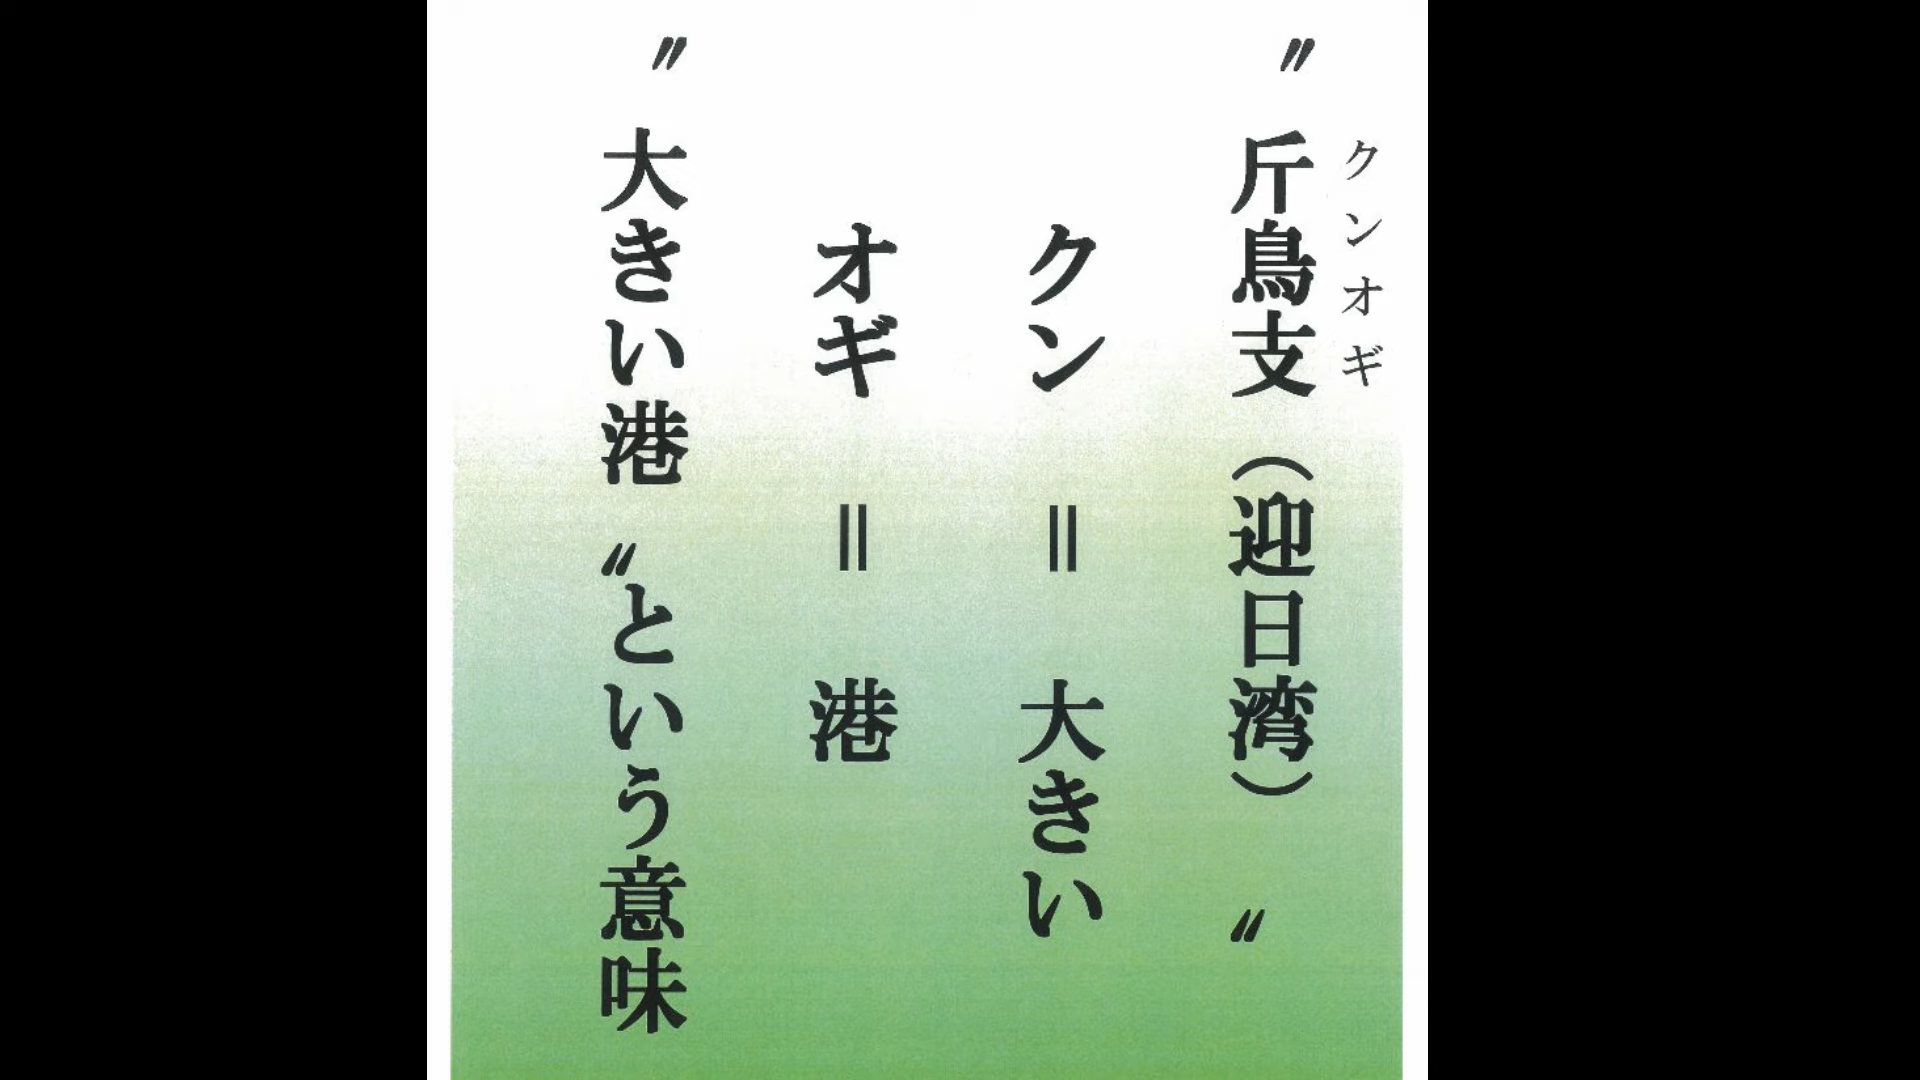 クンオギ
〝斤鳥支（迎日湾）〟
クン＝大きい
オギ＝港
〝大きい港〟という意味